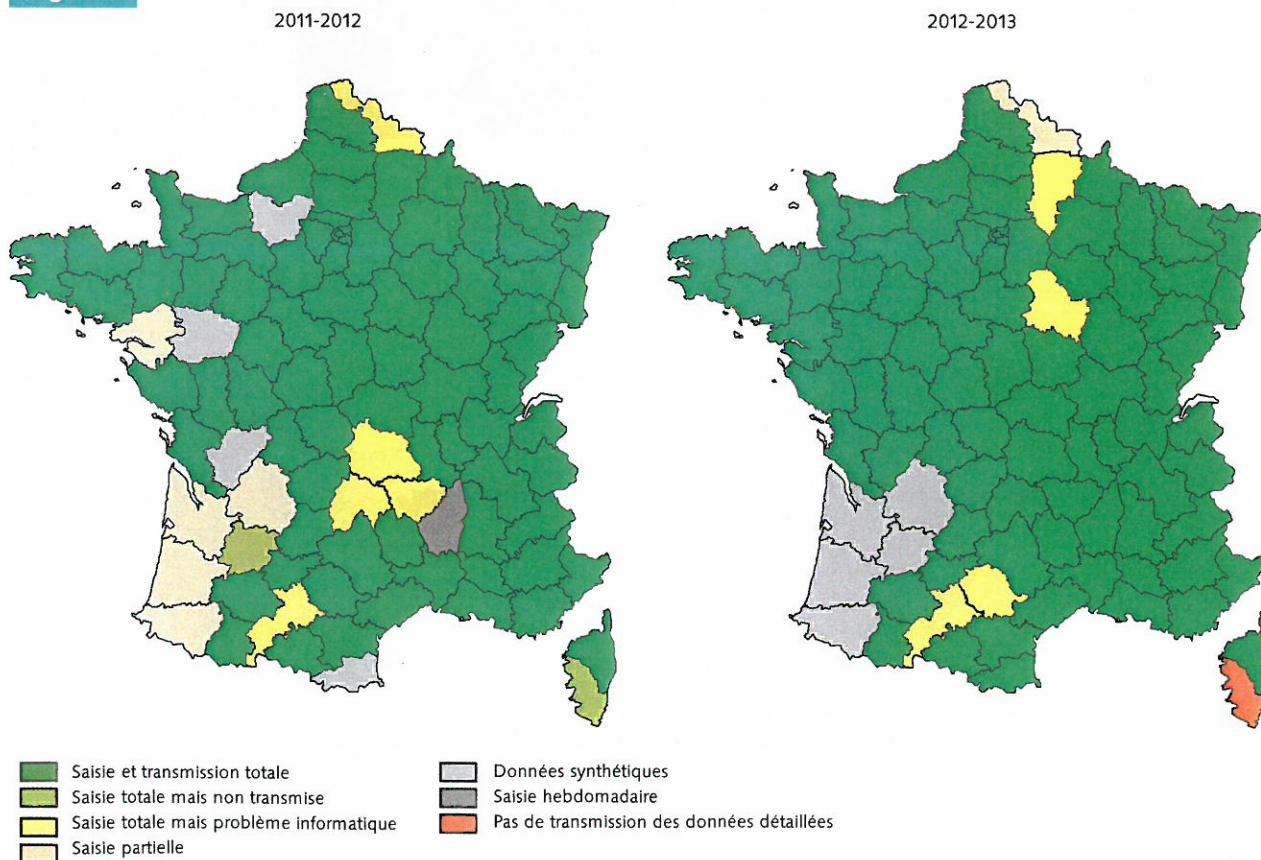 2011-2012
2012-2013
Saisie et transmission totale
Saisie totale mais non transmise
Saisie totale mais problème informatique
Saisie partielle
Données synthétiques
Saisie hebdomadaire
Pas de transmission des données détaillées